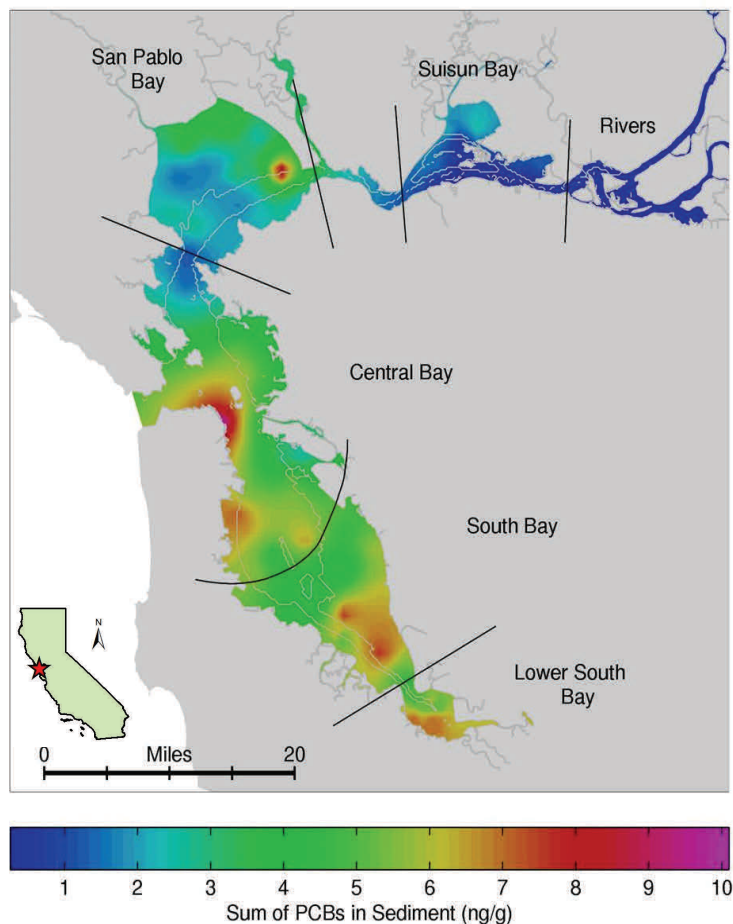 San Pablo
Bay
Suisun Bay
Rivers
Central Bay
South Bay
Lower South
Bay
N
0 Miles 20
1 2 3 4 5 6 7 8 9 10
Sum of PCBs in Sediment (ng/g)